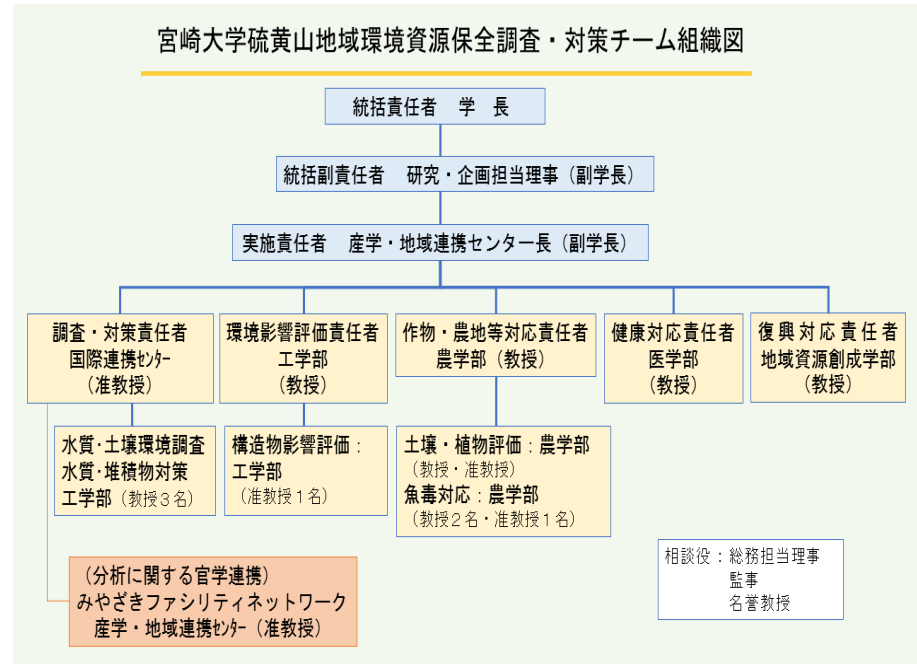 宮崎大学硫黄山地域環境資源保全調査・対策チーム組織図
統括責任者　学　長
統括副責任者　研究・企画担当理事（副学長）
実施責任者　産学・地域連携センター長（副学長）
調査・対策責任者
国際連携ｾﾝﾀｰ
（准教授）
環境影響評価責任者
工学部
（教授）
作物・農地等対応責任者
農学部（教授）
健康対応責任者
医学部
（教授）
復興対応責任者
地域資源創成学部
（教授）
水質･土壌環境調査
水質･堆積物対策
工学部（教授３名）
構造物影響評価：
工学部
（准教授１名）
土壌・植物評価：農学部
（教授・准教授）
魚毒対応：農学部
（教授２名・准教授１名）
（分析に関する官学連携）
みやざきファシリティネットワーク
産学・地域連携ｾﾝﾀｰ（准教授）
相談役：総務担当理事
監事
名誉教授